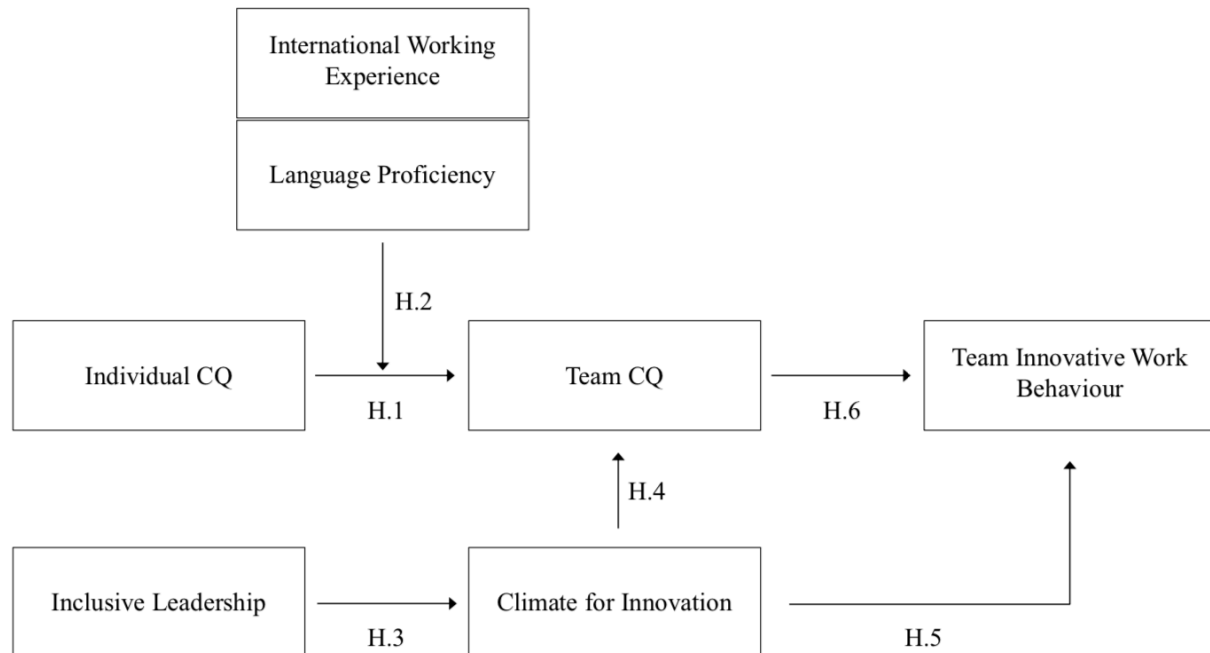 International Working
Experience
Language Proficiency
H.2
Individual CQ
H.1
Team CQ
H.6
Team Innovative Work
Behaviour
H.4
Inclusive Leadership
H.3
Climate for Innovation
H.5